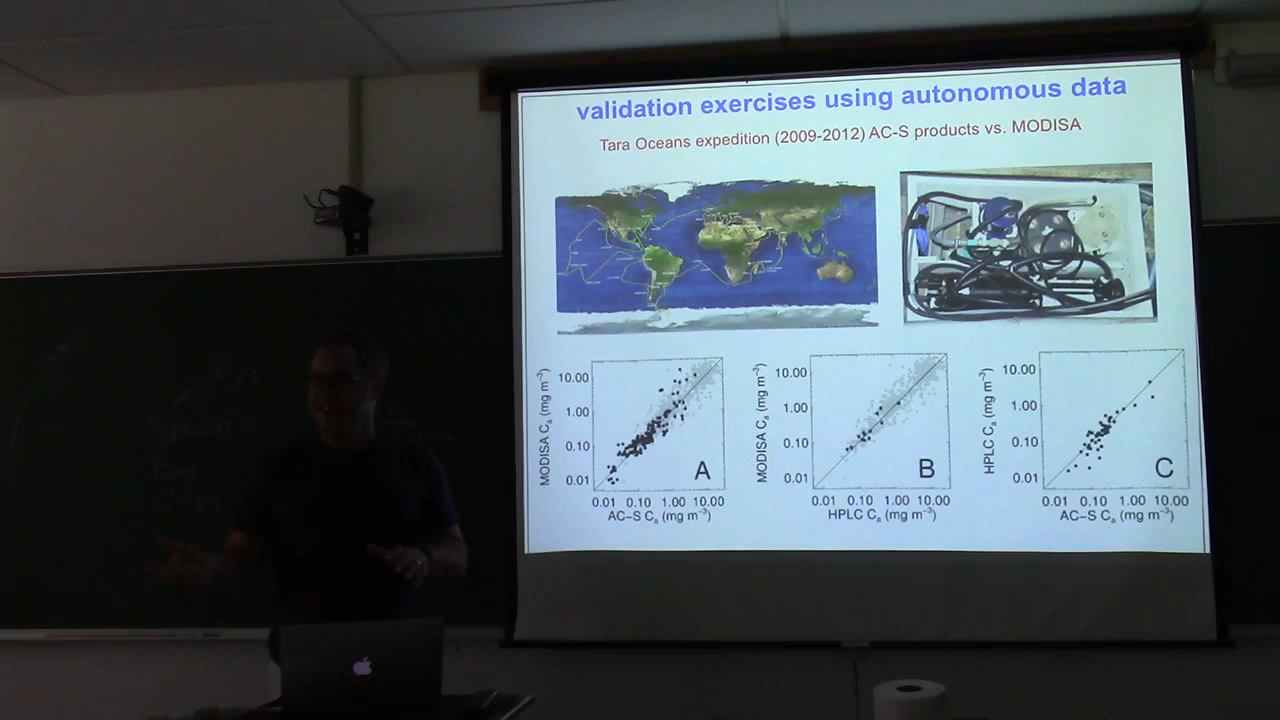 validation exercises using autonomous data
Tara Oceans expedition (2009-2012) AC-S products vs. MODISA
MODISA Ca (mg m⁻³)
10.00
1.00
0.10
0.01
A
0.01 0.10 1.00 10.00
AC-S Ca (mg m⁻³)
MODISA Ca (mg m⁻³)
10.00
1.00
0.10
0.01
B
0.01 0.10 1.00 10.00
HPLC Ca (mg m⁻³)
HPLC Ca (mg m⁻³)
10.00
1.00
0.10
0.01
C
0.01 0.10 1.00 10.00
AC-S Ca (mg m⁻³)